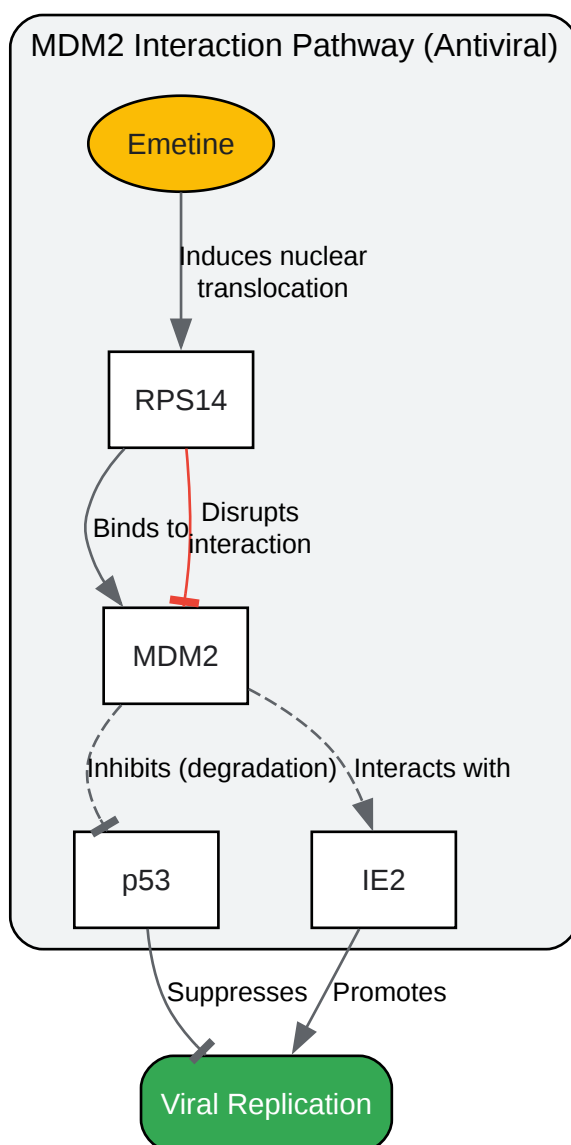 MDM2 Interaction Pathway (Antiviral)
Emetine
Induces nuclear
translocation
RPS14
Binds to
Disrupts
interaction
MDM2
Inhibits (degradation)
Interacts with
p53
IE2
Suppresses
Promotes
Viral Replication